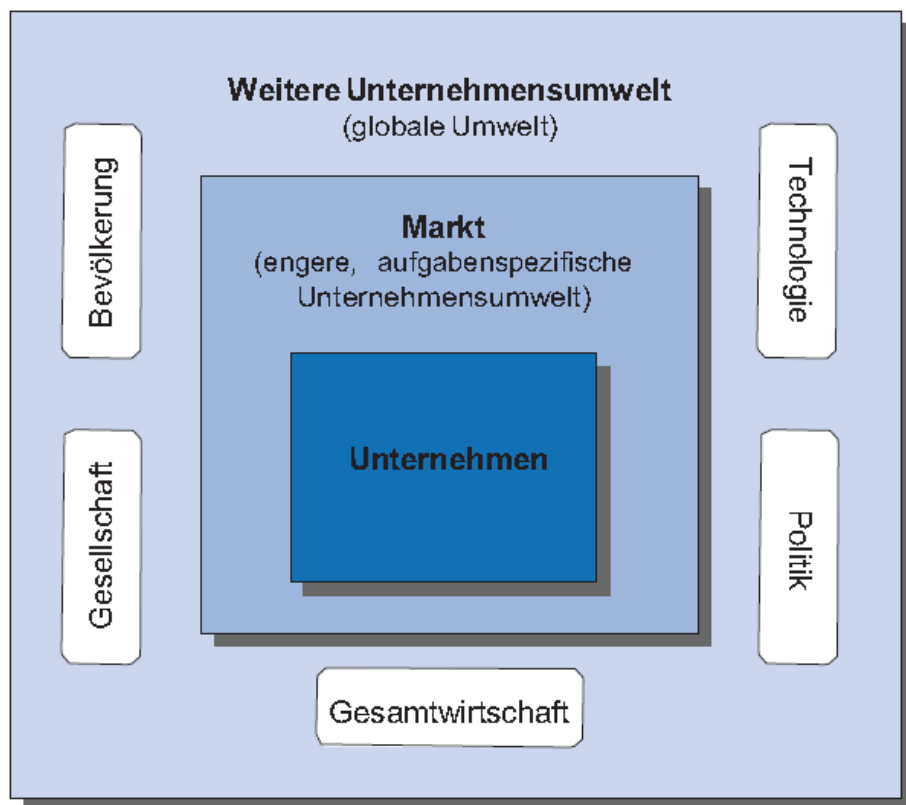 Weitere Unternehmensumwelt
(globale Umwelt)
Bevölkerung
Technologie
Markt
(engere, aufgabenspezifische
Unternehmensumwelt)
Unternehmen
Gesellschaft
Politik
Gesamtwirtschaft